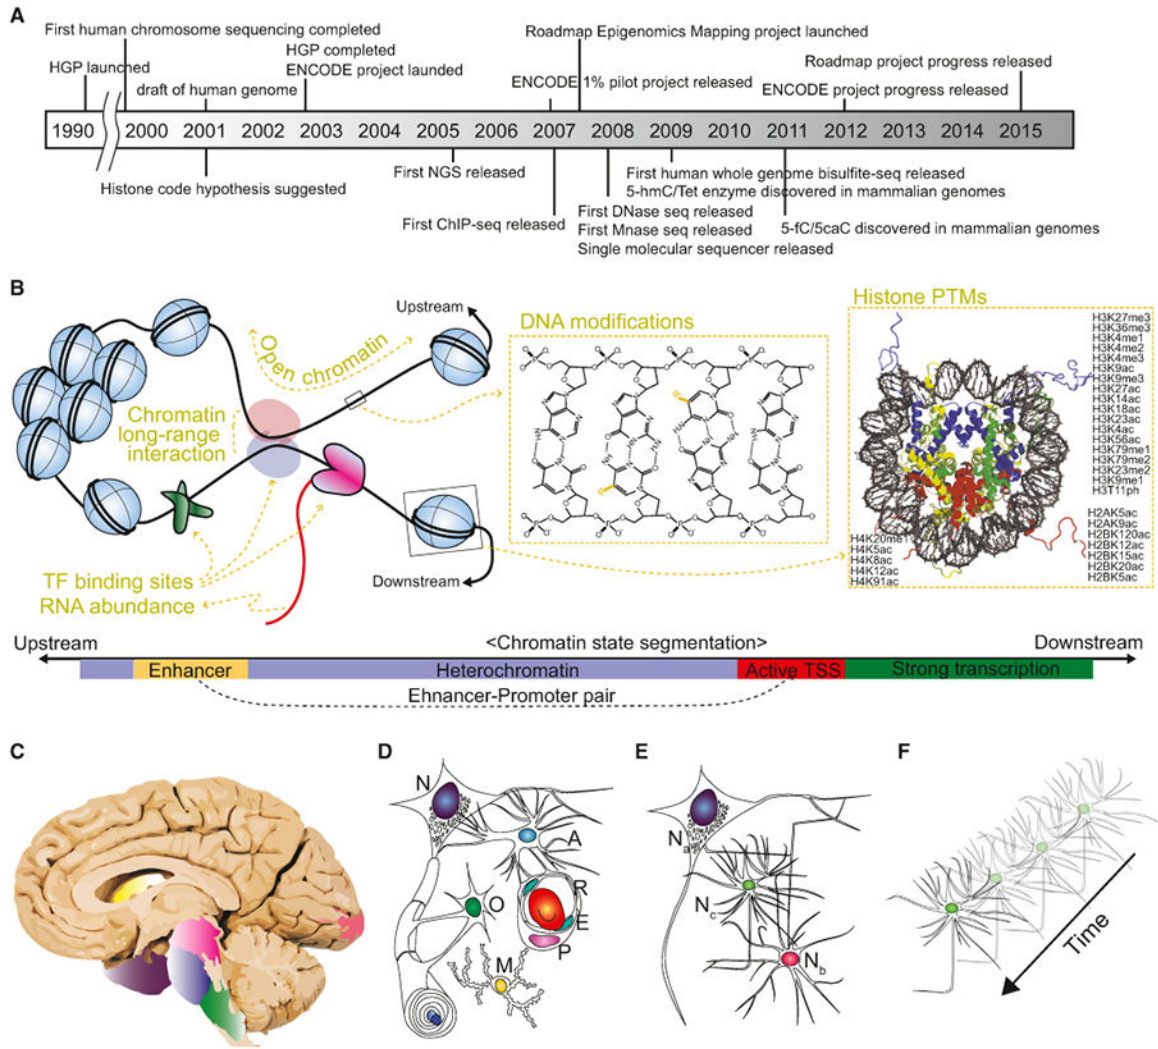 A
First human chromosome sequencing completed
Roadmap Epigenomics Mapping project launched
HGP completed
HGP launched
ENCODE project launded
Roadmap project progress released
draft of human genome
ENCODE 1% pilot project released
ENCODE project progress released
1990 2000 2001 2002 2003 2004 2005 2006 2007 2008 2009 2010 2011 2012 2013 2014 2015
Histone code hypothesis suggested
First NGS released
First human whole genome bisulfite-seq released
5-hmC/Tet enzyme discovered in mammalian genomes
First ChIP-seq released
First DNase seq released
First Mnase seq released
Single molecular sequencer released
5-fC/5caC discovered in mammalian genomes
B
Upstream
Open chromatin
Chromatin
long-range
interaction
TF binding sites
RNA abundance
Downstream
DNA modifications
Histone PTMs
H3K27me3
H3K36me3
H3K4me1
H3K4me2
H3K4me3
H3K9ac
H3K9me3
H3K27ac
H3K14ac
H3K18ac
H3K23ac
H3K4ac
H3K56ac
H3K79me1
H3K79me2
H3K23me2
H3K9me1
H3T11ph
H2AK5ac
H2AK9ac
H2BK120ac
H2BK12ac
H2BK15ac
H2BK20ac
H2BK5ac
H4K20me1
H4K5ac
H4K8ac
H4K12ac
H4K91ac
Upstream
<Chromatin state segmentation>
Downstream
Enhancer
Heterochromatin
Active TSS
Strong transcription
Ehnancer-Promoter pair
C
D
N
A
R
O
E
P
M
E
Na
Nc
Nb
F
Time